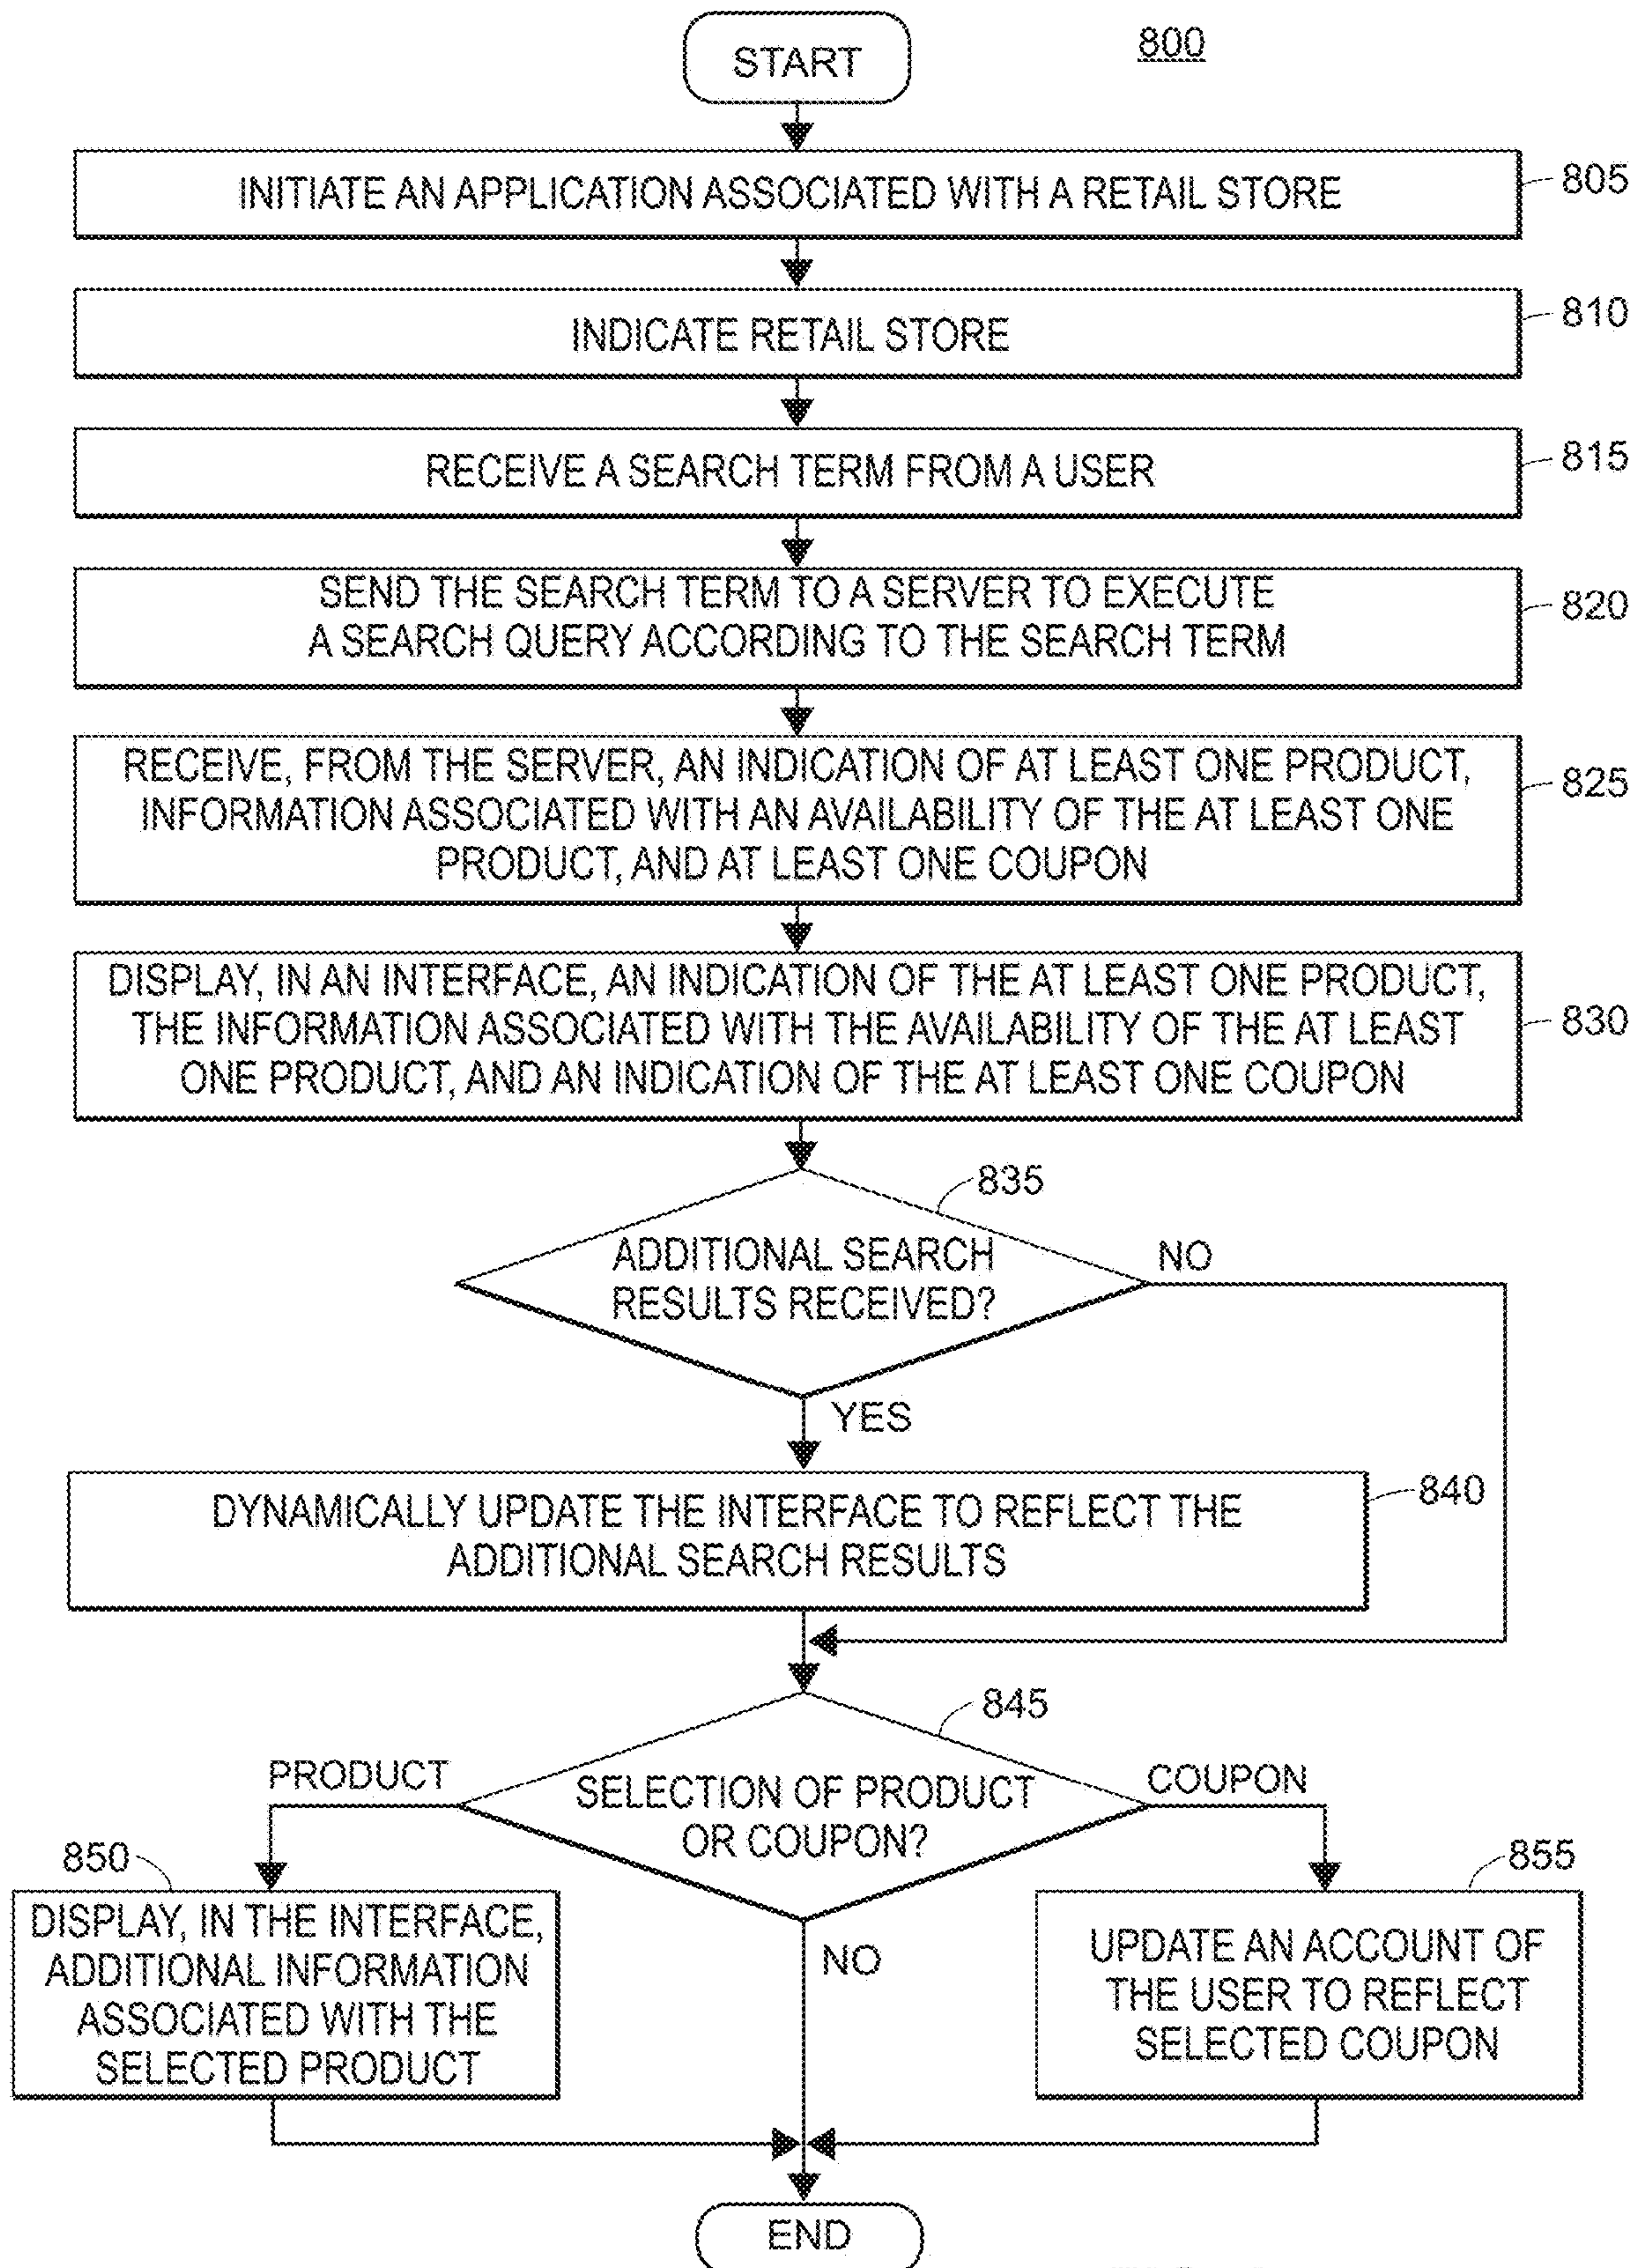 START
800
INITIATE AN APPLICATION ASSOCIATED WITH A RETAIL STORE
805
INDICATE RETAIL STORE
810
RECEIVE A SEARCH TERM FROM A USER
815
SEND THE SEARCH TERM TO A SERVER TO EXECUTE
A SEARCH QUERY ACCORDING TO THE SEARCH TERM
820
RECEIVE, FROM THE SERVER, AN INDICATION OF AT LEAST ONE PRODUCT,
INFORMATION ASSOCIATED WITH AN AVAILABILITY OF THE AT LEAST ONE
PRODUCT, AND AT LEAST ONE COUPON
825
DISPLAY, IN AN INTERFACE, AN INDICATION OF THE AT LEAST ONE PRODUCT,
THE INFORMATION ASSOCIATED WITH THE AVAILABILITY OF THE AT LEAST
ONE PRODUCT, AND AN INDICATION OF THE AT LEAST ONE COUPON
830
835
ADDITIONAL SEARCH
RESULTS RECEIVED?
NO
YES
DYNAMICALLY UPDATE THE INTERFACE TO REFLECT THE
ADDITIONAL SEARCH RESULTS
840
845
PRODUCT
SELECTION OF PRODUCT
OR COUPON?
COUPON
850
DISPLAY, IN THE INTERFACE,
ADDITIONAL INFORMATION
ASSOCIATED WITH THE
SELECTED PRODUCT
NO
855
UPDATE AN ACCOUNT OF
THE USER TO REFLECT
SELECTED COUPON
END